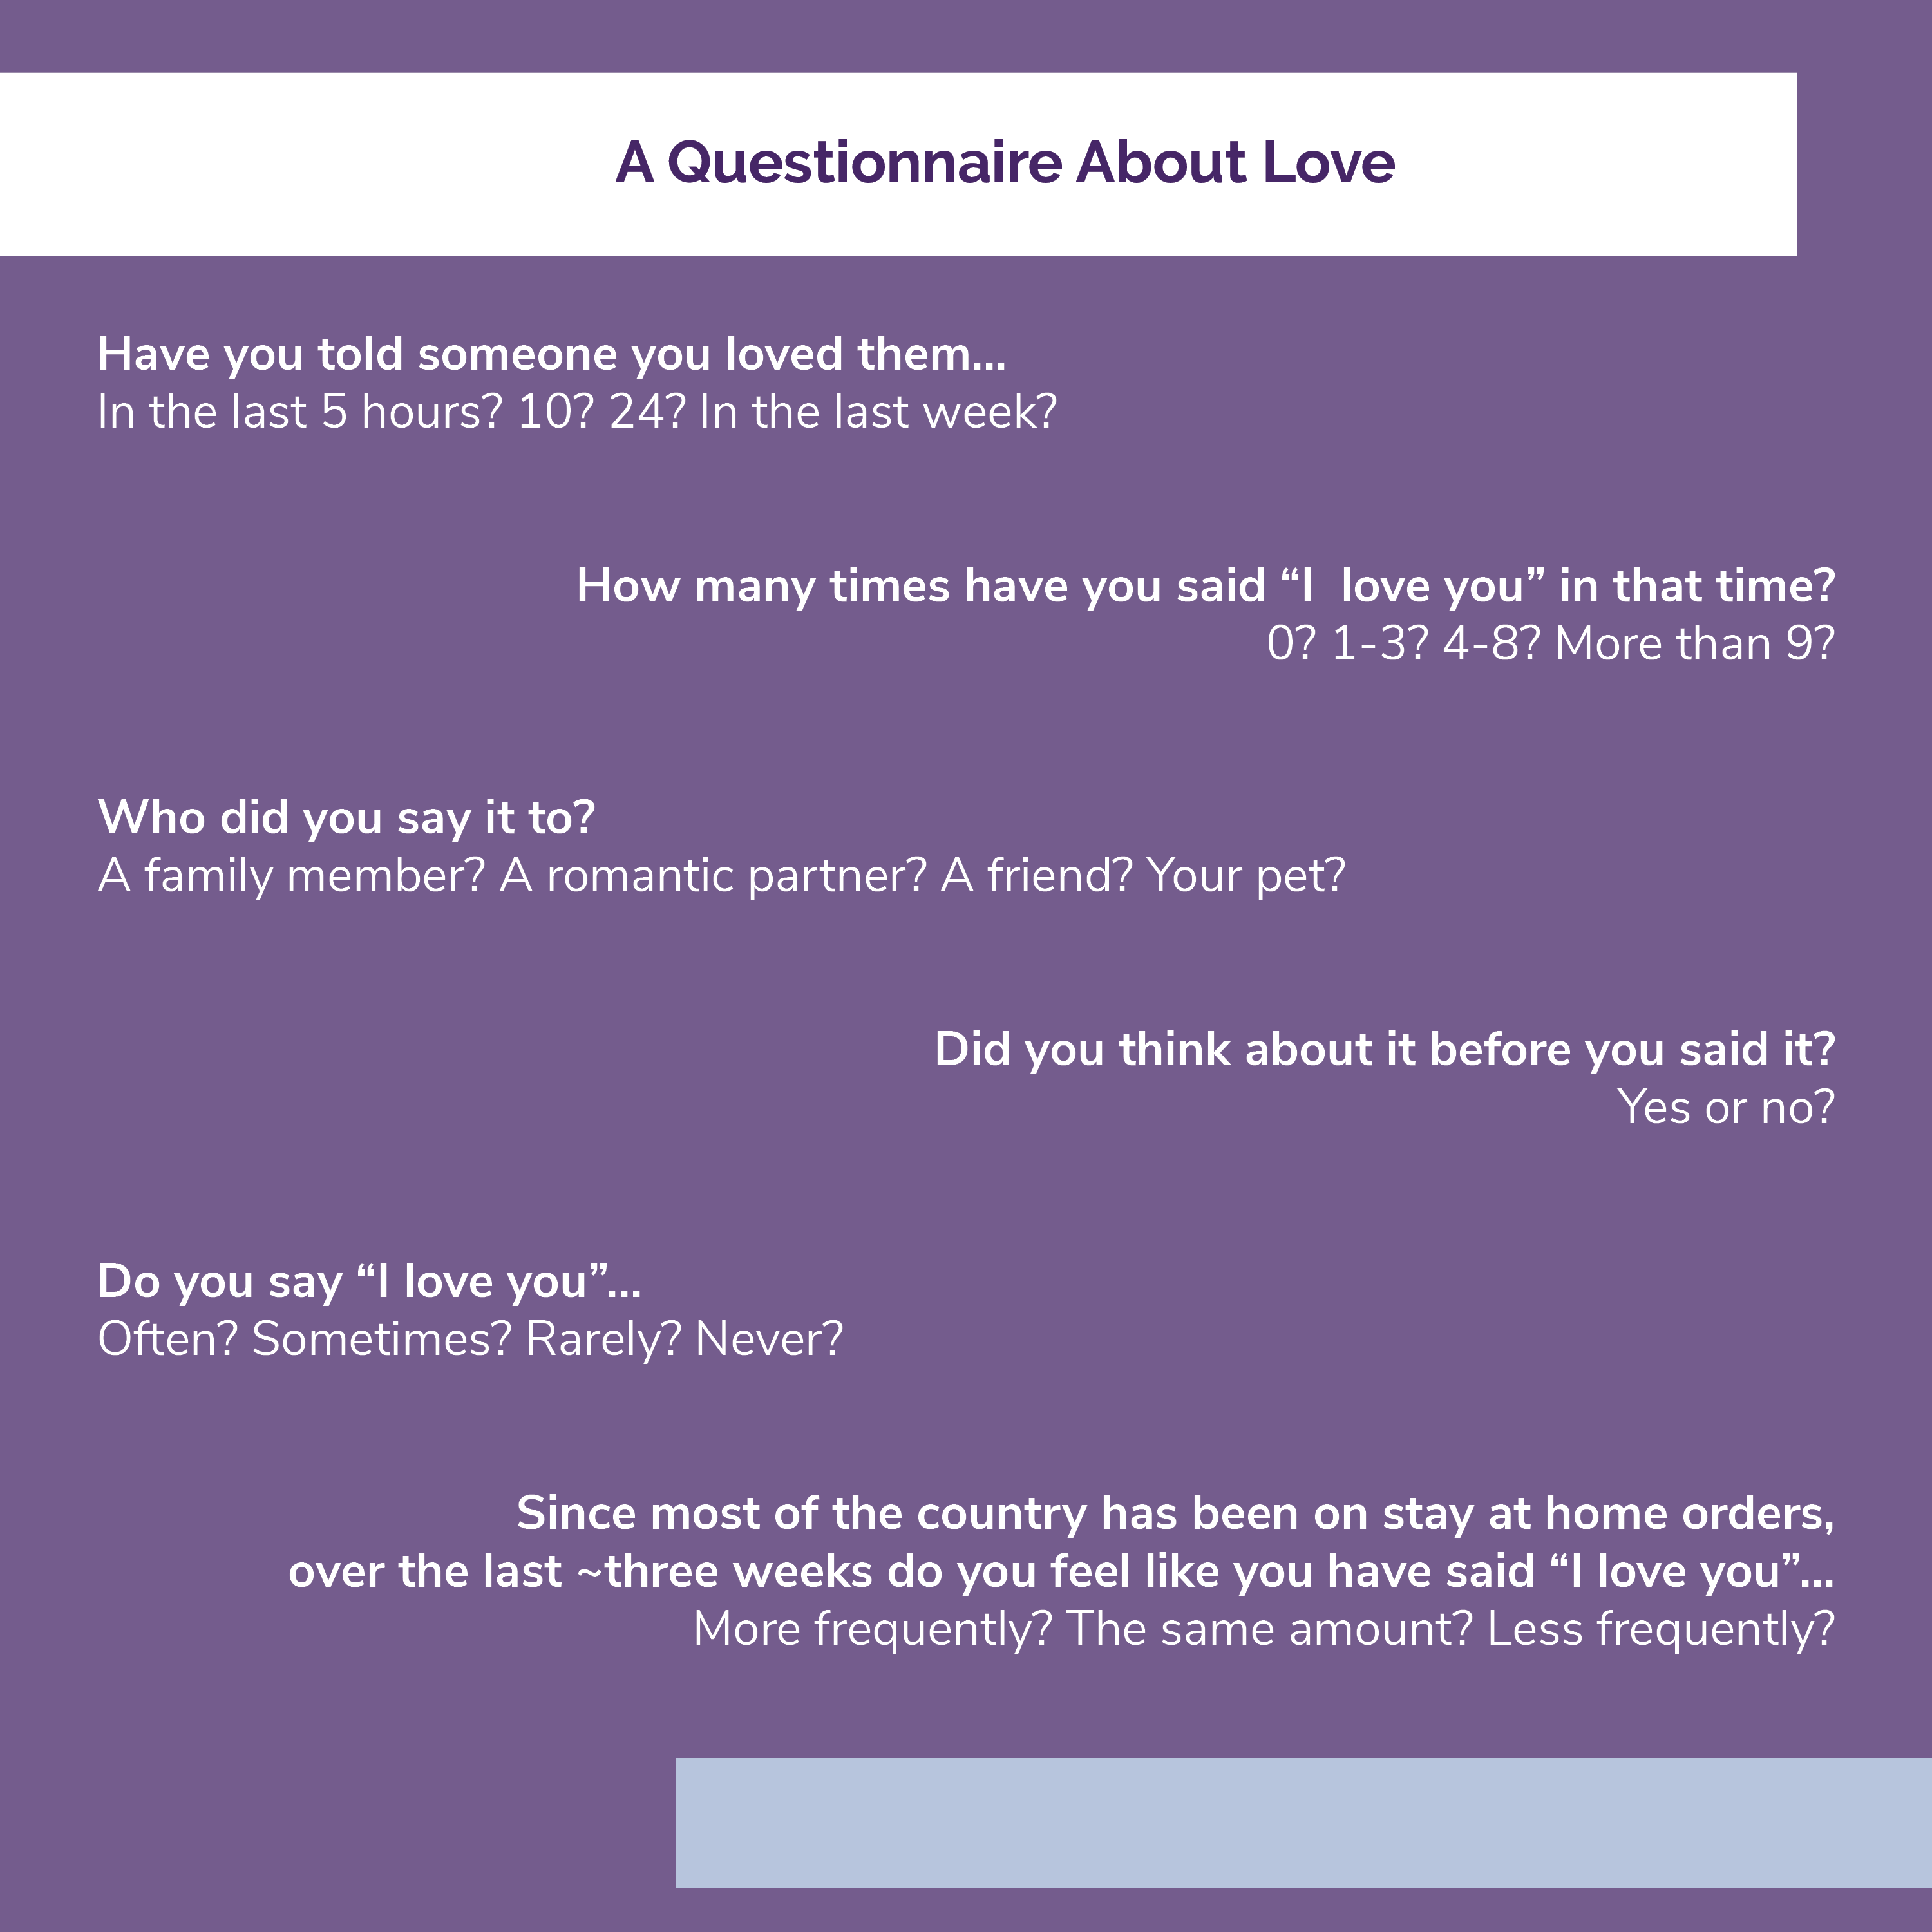 A Questionnaire About Love
Have you told someone you loved them...
In the last 5 hours? 10? 24? In the last week?
How many times have you said “I  love you” in that time?
0? 1-3? 4-8? More than 9?
Who did you say it to?
A family member? A romantic partner? A friend? Your pet?
Did you think about it before you said it?
Yes or no?
Do you say “I love you”...
Often? Sometimes? Rarely? Never?
Since most of the country has been on stay at home orders,
over the last ~three weeks do you feel like you have said “I love you”...
More frequently? The same amount? Less frequently?